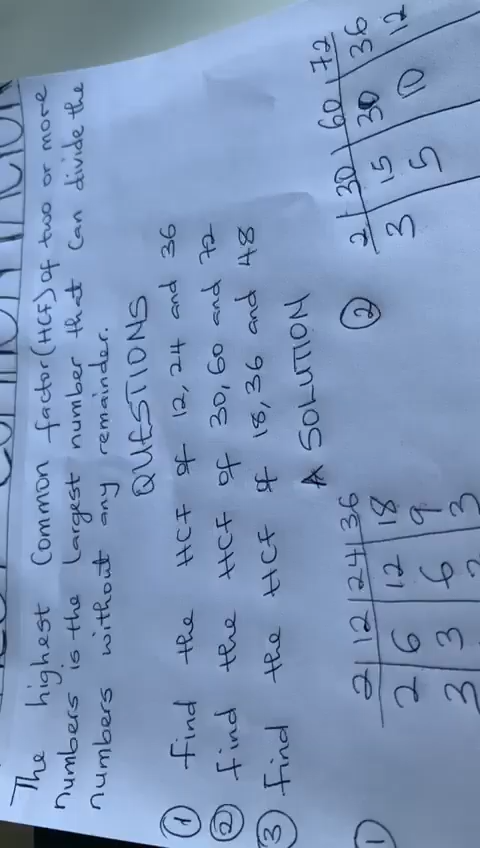 The highest Common factor (HCF) of two or more
numbers is the largest number that can divide the
numbers without any remainder.
QUESTIONS
① find the HCF of 12, 24 and 36
② find the HCF of 30, 60 and 72
③ find the HCF of 18, 36 and 48
SOLUTION
① 2 | 12 | 24 | 36
2 6 12 18
3 3 6 9
3
② 2 | 30 | 60 | 72
3 15 30 36
5 10 12